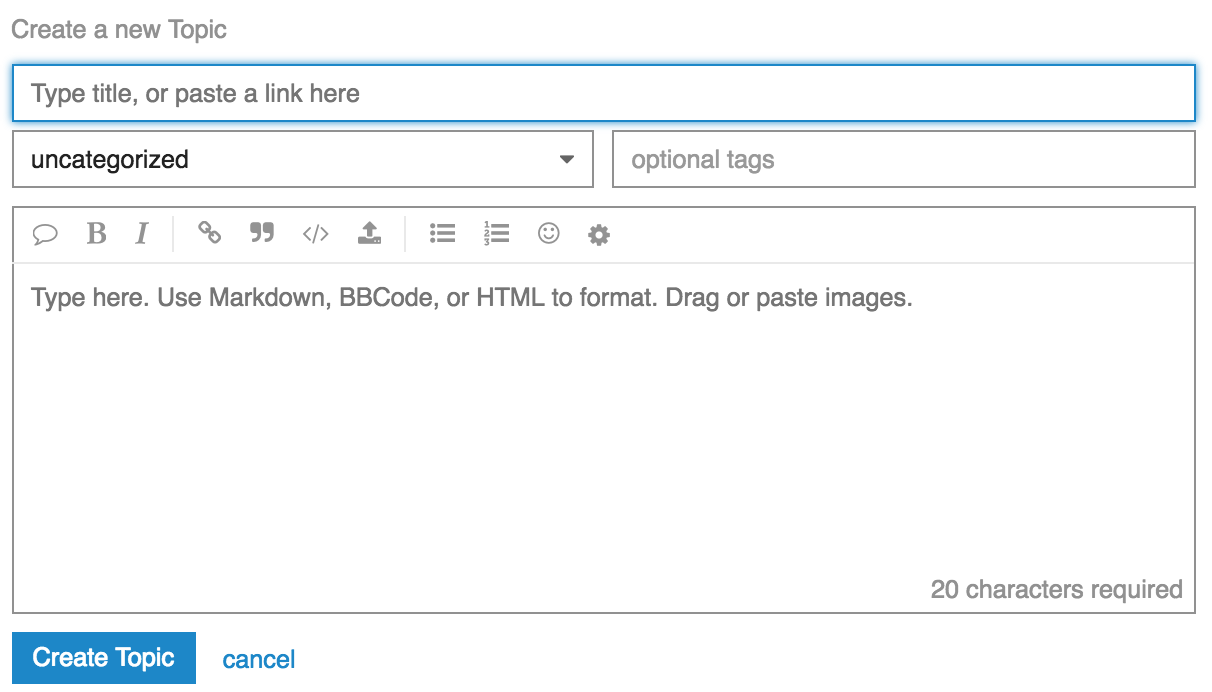 Create a new Topic
Type title, or paste a link here
uncategorized
optional tags
B I
Type here. Use Markdown, BBCode, or HTML to format. Drag or paste images.
20 characters required
Create Topic
cancel